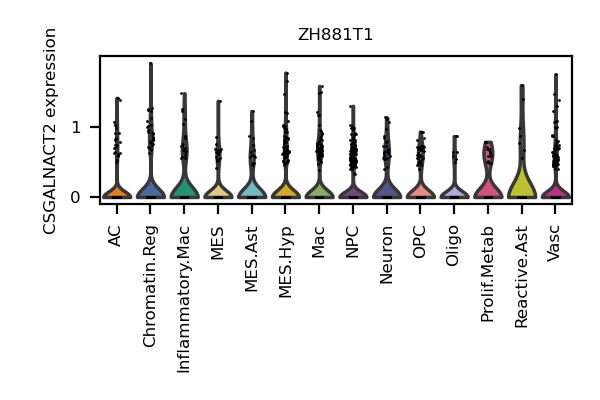 ZH881T1
CSGALNACT2 expression
1
0
AC
Chromatin.Reg
Inflammatory.Mac
MES
MES.Ast
MES.Hyp
Mac
NPC
Neuron
OPC
Oligo
Prolif.Metab
Reactive.Ast
Vasc